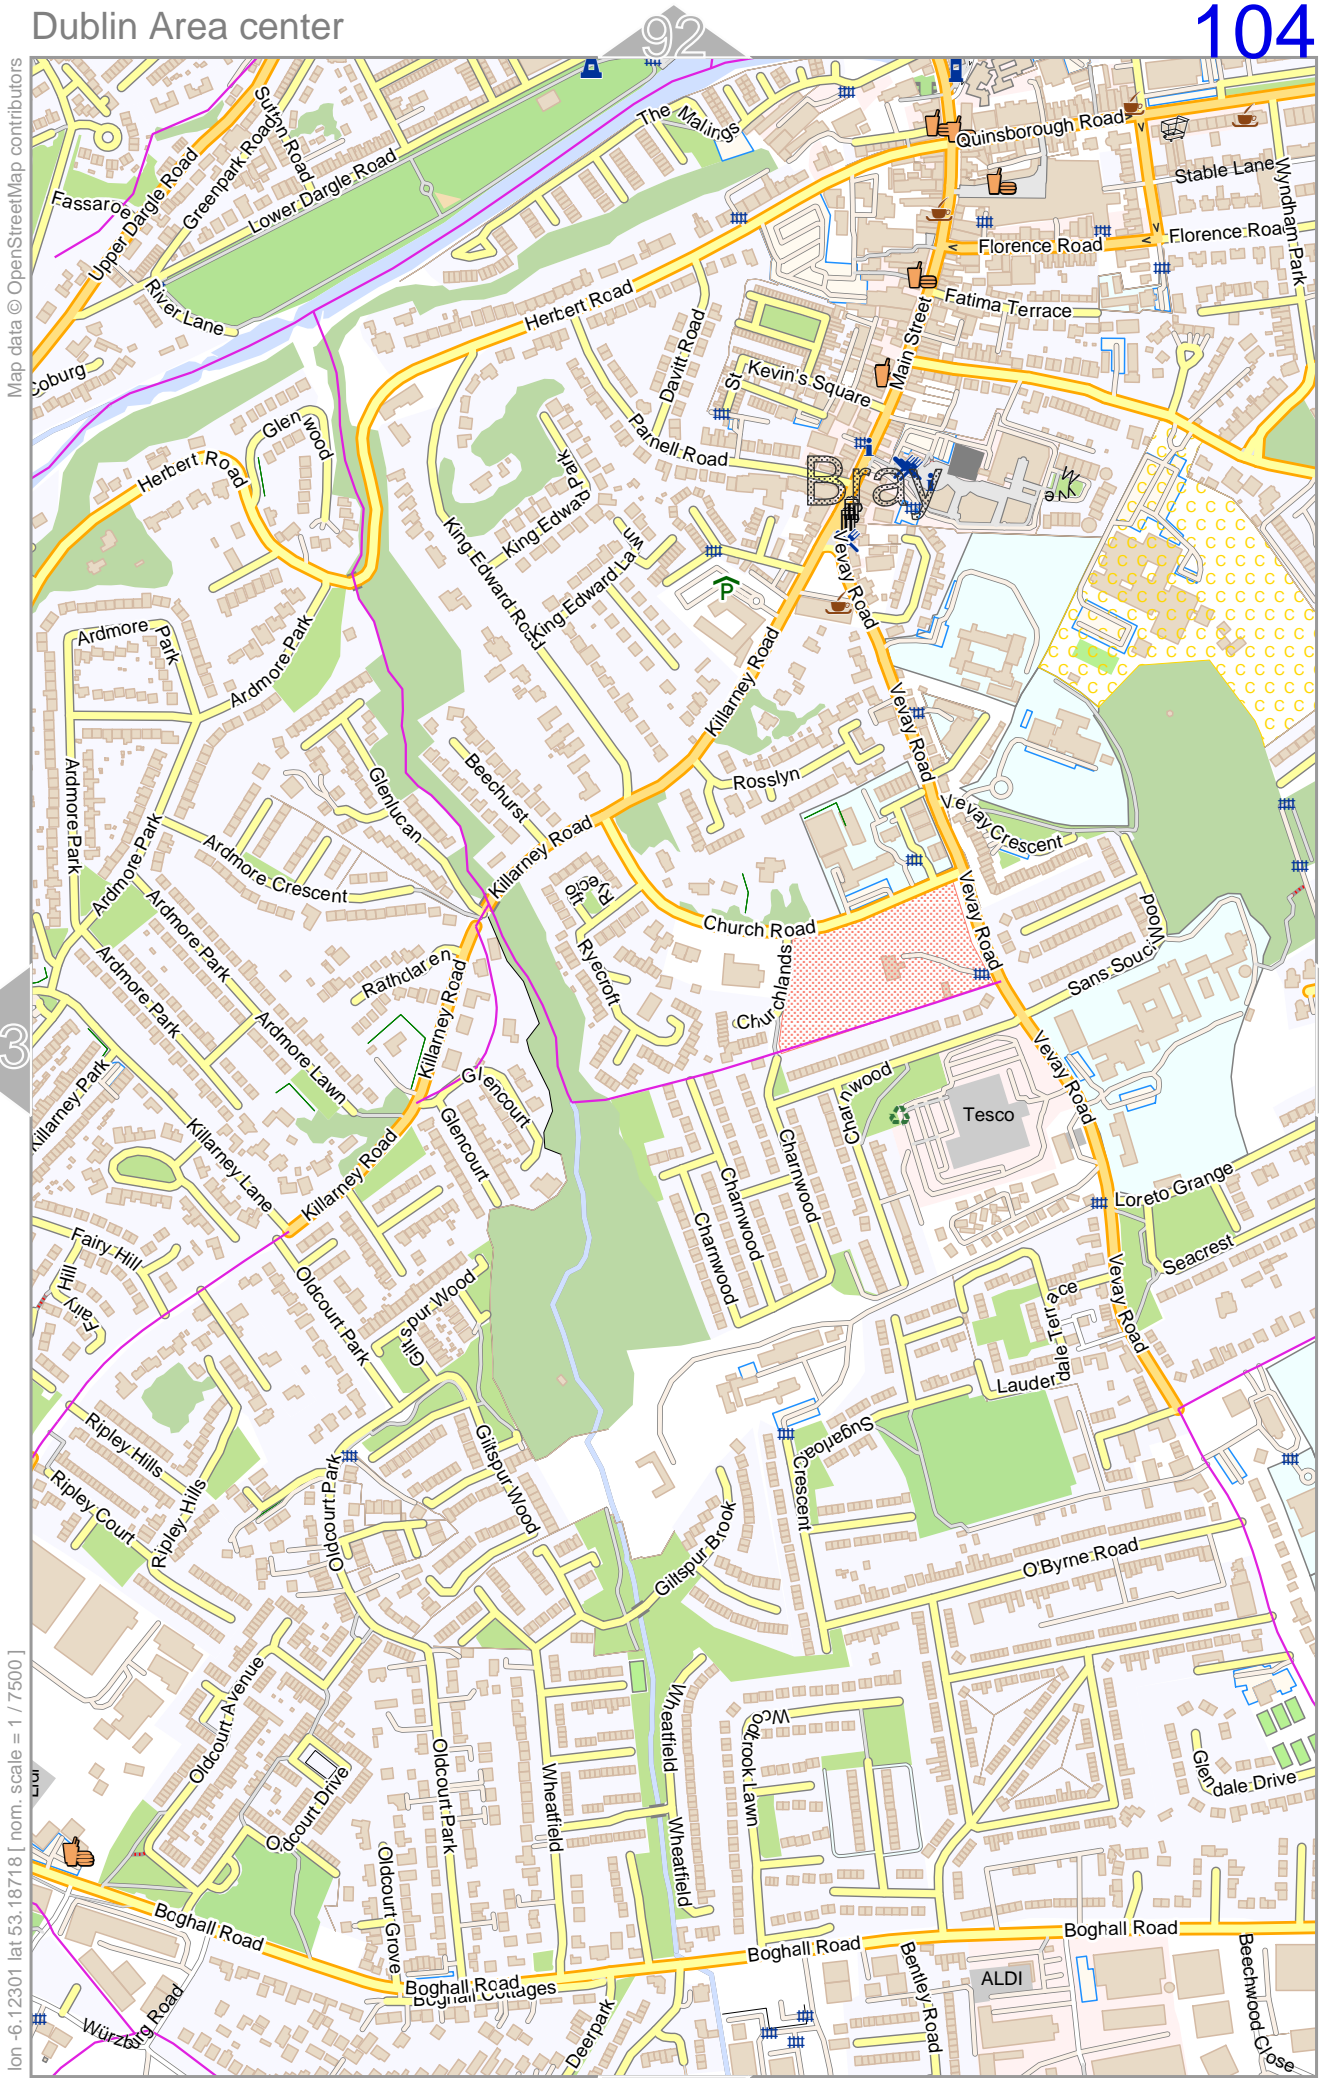 Dublin Area center
92
104
Map data © OpenStreetMap contributors
lon -6.112301 lat 53.18718 [ nom. scale = 1 / 7500 ]
3
Sutton Road
Greenpark Road
Lower Dargle Road
Upper Dargle Road
Fassaroe
River Lane
Coburg
The Maltings
Quinsborough Road
Stable Lane
Wyndham Park
Florence Road
Florence Road
Fatima Terrace
Main Street
Herbert Road
Herbert Road
Davitt Road
St. Kevin's Square
Parnell Road
Bray
Glenwood
King Edward Park
King Edward Road
King Edward Lawn
Vevay Road
Killarney Road
Vevay Road
Ardmore Park
Ardmore Park
Ardmore Park
Ardmore Park
Ardmore Crescent
Ardmore Park
Ardmore Park
Ardmore Lawn
Glenlucan
Beechurst
Rosslyn
Vevay Crescent
Killarney Road
Ryecroft
Ryecroft
Church Road
Churchlands
Vevay Road
Sans Souci Wood
Rathclaren
Killarney Road
Glencourt
Glencourt
Killarney Park
Killarney Lane
Killarney Road
Charnwood
Charnwood
Charnwood
Charnwood
Tesco
Vevay Road
Loreto Grange
Seacrest
Vevay Road
Fairy Hill
Fairy Hill
Oldcourt Park
Giltspur Wood
Giltspur Wood
Lauderdale Terrace
Sugarloaf Crescent
Ripley Hills
Ripley Court
Ripley Hills
Oldcourt Park
Giltspur Brook
O'Byrne Road
Oldcourt Avenue
Oldcourt Drive
Oldcourt Park
Oldcourt Grove
Wheatfield
Wheatfield
Wheatfield
Woodbrook Lawn
Glendale Drive
Boghall Road
Boghall Road
Boghall Cottages
Boghall Road
Boghall Road
Würzburg Road
Deerpark
Bentley Road
ALDI
Beechwood Close